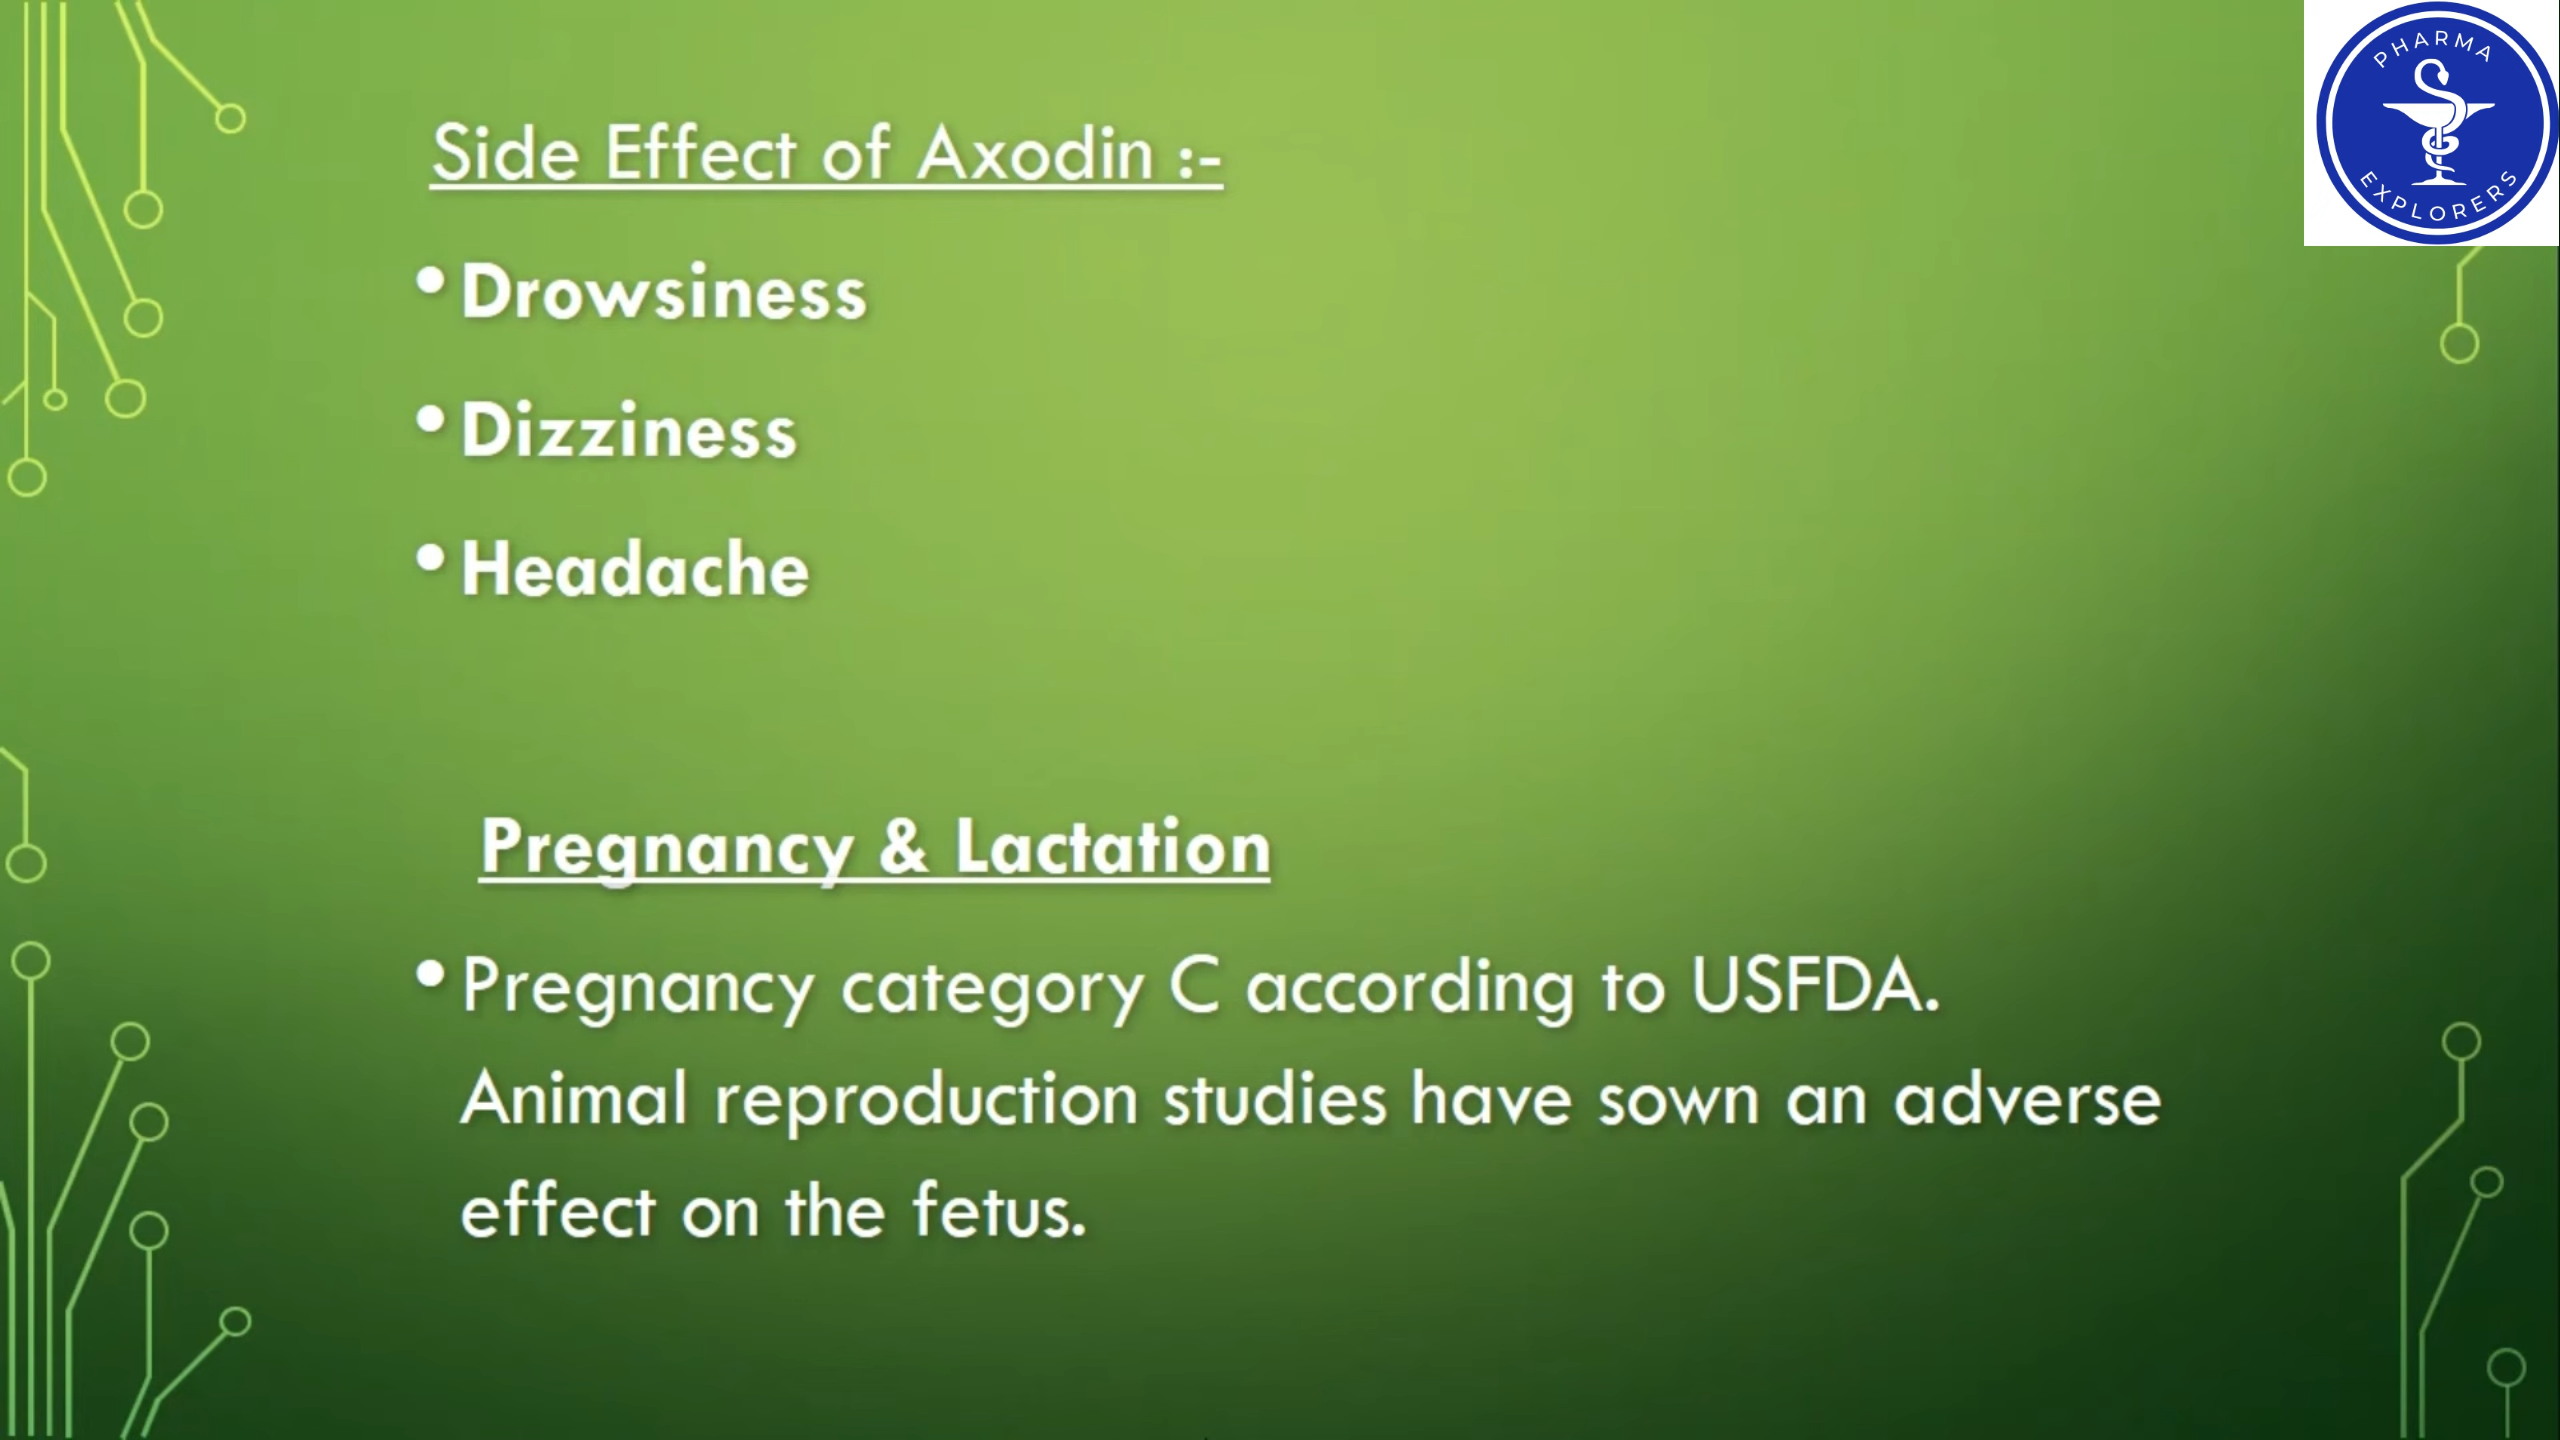 PHARMA
EXPLORERS
Side Effect of Axodin :-
• Drowsiness
• Dizziness
• Headache
Pregnancy & Lactation
• Pregnancy category C according to USFDA.
Animal reproduction studies have sown an adverse
effect on the fetus.